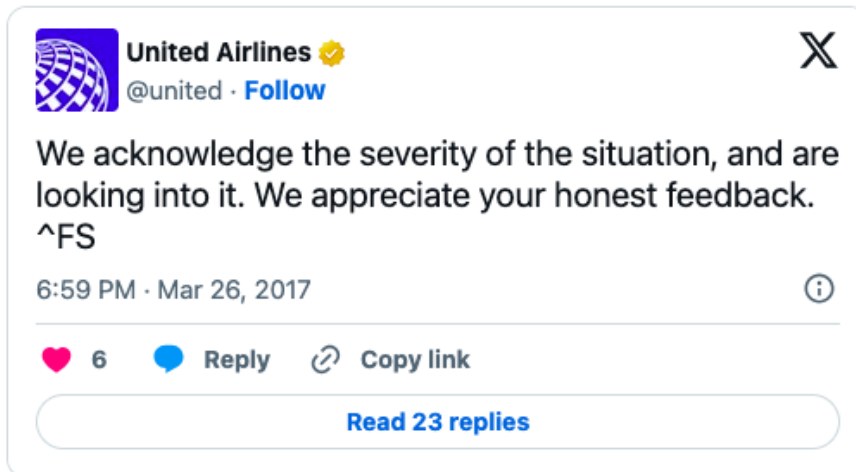 United Airlines
@united · Follow
We acknowledge the severity of the situation, and are
looking into it. We appreciate your honest feedback.
^FS
6:59 PM · Mar 26, 2017
6 Reply Copy link
Read 23 replies